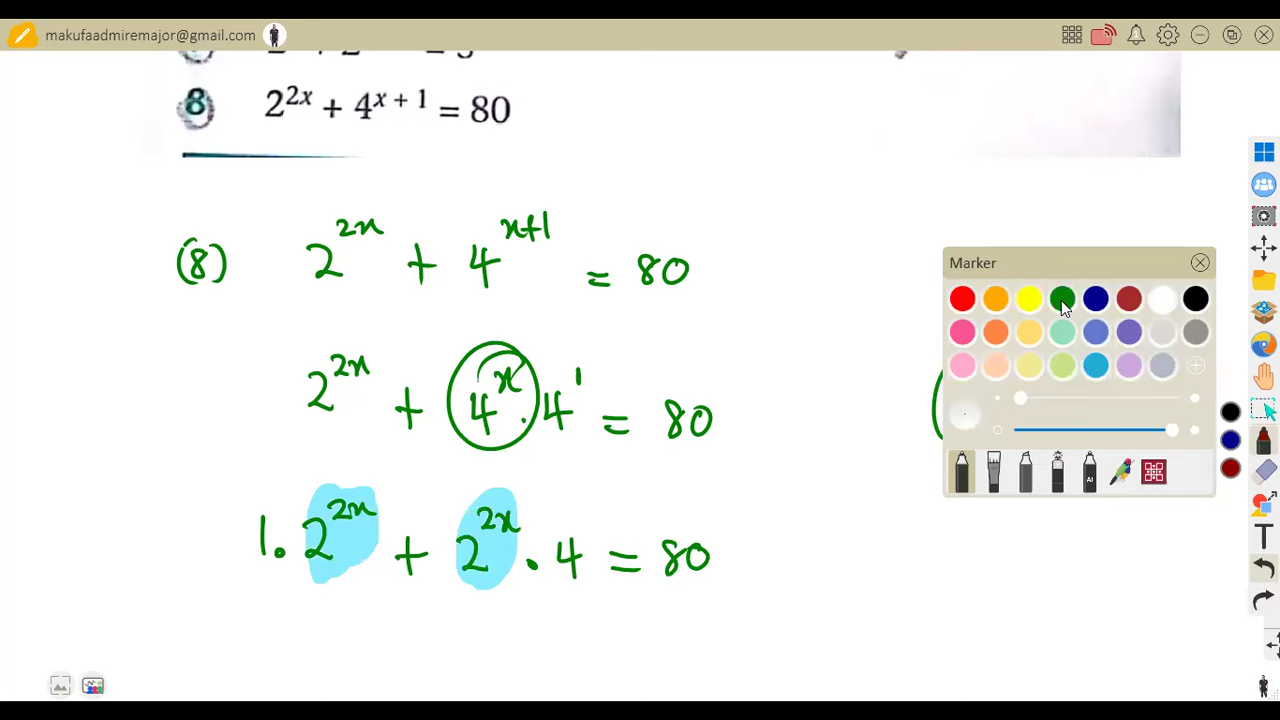 makufaadmiremajor@gmail.com
8 2^{2x} + 4^{x + 1} = 80
(8) 2^{2x} + 4^{x+1} = 80
2^{2x} + 4^{x} . 4^{1} = 80
1. 2^{2x} + 2^{2x} . 4 = 80
Marker
AI
T